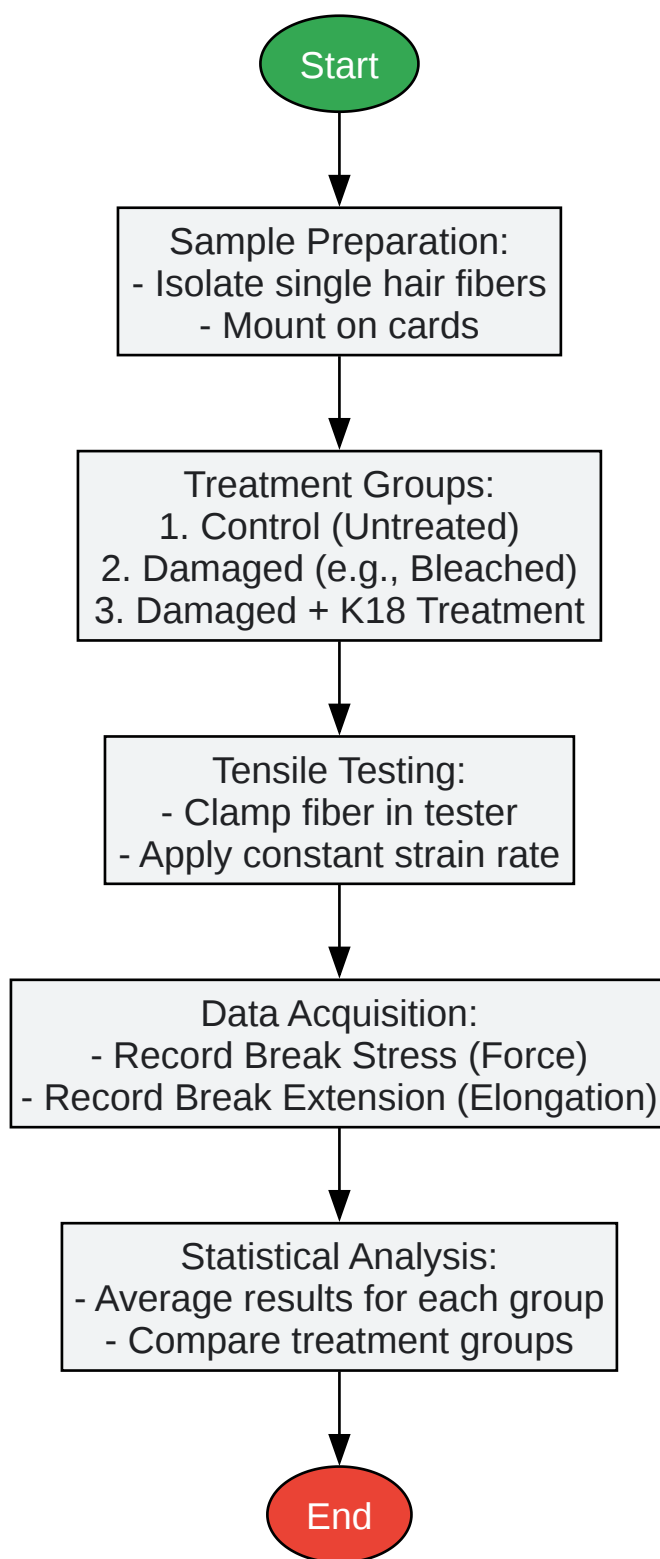 Start
Sample Preparation:
- Isolate single hair fibers
- Mount on cards
Treatment Groups:
1. Control (Untreated)
2. Damaged (e.g., Bleached)
3. Damaged + K18 Treatment
Tensile Testing:
- Clamp fiber in tester
- Apply constant strain rate
Data Acquisition:
- Record Break Stress (Force)
- Record Break Extension (Elongation)
Statistical Analysis:
- Average results for each group
- Compare treatment groups
End